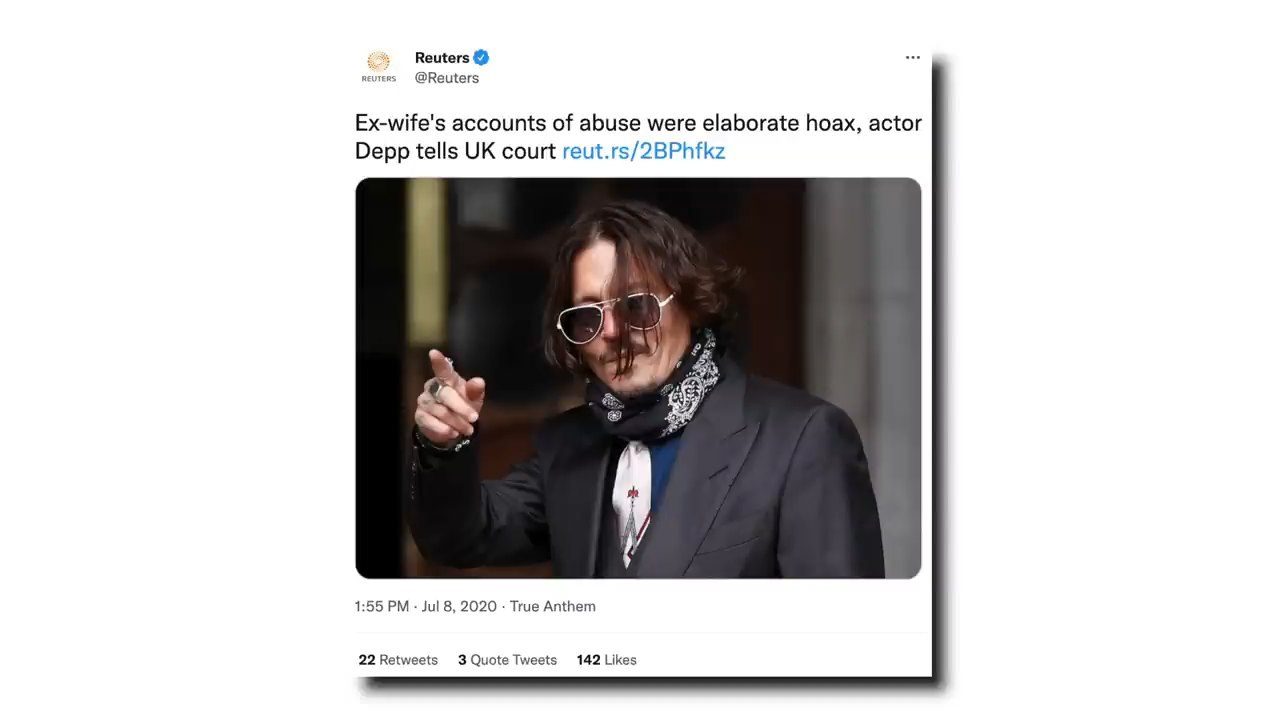 Reuters
@Reuters
REUTERS
Ex-wife's accounts of abuse were elaborate hoax, actor
Depp tells UK court reut.rs/2BPhfkz
1:55 PM · Jul 8, 2020 · True Anthem
22 Retweets 3 Quote Tweets 142 Likes